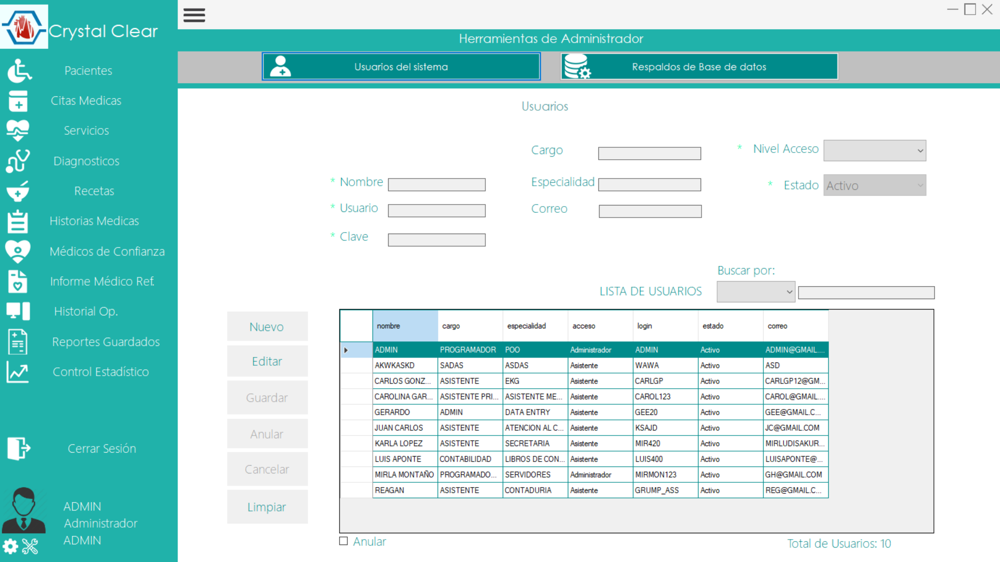 Crystal Clear
Pacientes
Citas Medicas
Servicios
Diagnosticos
Recetas
Historias Medicas
Médicos de Confianza
Informe Médico Ref.
Historial Op.
Reportes Guardados
Control Estadístico
Cerrar Sesión
ADMIN
Administrador
ADMIN
Herramientas de Administrador
Usuarios del sistema
Respaldos de Base de datos
Usuarios
Cargo
* Nivel Acceso
* Nombre
Especialidad
* Estado Activo
* Usuario
Correo
* Clave
Buscar por:
LISTA DE USUARIOS
Nuevo
Editar
Guardar
Anular
Cancelar
Limpiar
nombre cargo especialidad acceso login estado correo
ADMIN PROGRAMADOR POO Administrador ADMIN Activo ADMIN@GMAIL....
AKWKASKD SADAS ASDAS Asistente WAWA Activo ASD
CARLOS GONZ... ASISTENTE EKG Asistente CARLGP Activo CARLGP12@GM...
CAROLINA GAR... ASISTENTE PRI... ASISTENTE ME... Asistente CAROL123 Activo CAROL@GMAIL....
GERARDO ADMIN DATA ENTRY Asistente GEE20 Activo GEE@GMAIL.C...
JUAN CARLOS ASISTENTE ATENCION AL C... Asistente KSAJD Activo JC@GMAIL.COM
KARLA LOPEZ ASISTENTE SECRETARIA Asistente MIR420 Activo MIRLUDISAKUR...
LUIS APONTE CONTABILIDAD LIBROS DE CON... Asistente LUIS400 Activo LUISAPONTE@...
MIRLA MONTAÑO PROGRAMADO... SERVIDORES Administrador MIRMON123 Activo GH@GMAIL.COM
REAGAN ASISTENTE CONTADURIA Asistente GRUMP_ASS Activo REG@GMAIL.C...
Anular
Total de Usuarios: 10